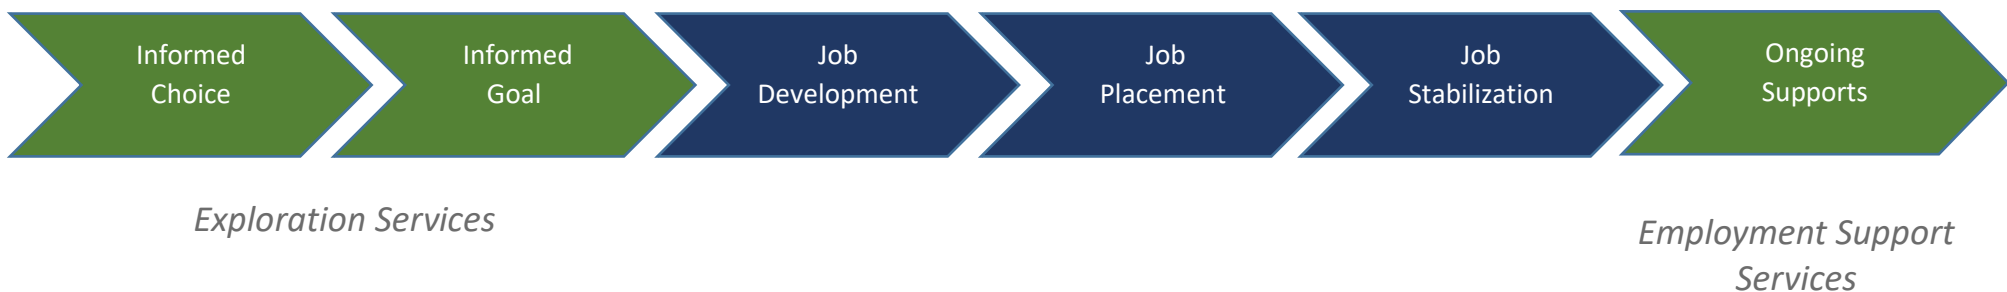 Informed
Choice
Informed
Goal
Job
Development
Job
Placement
Job
Stabilization
Ongoing
Supports
Exploration Services
Employment Support
Services